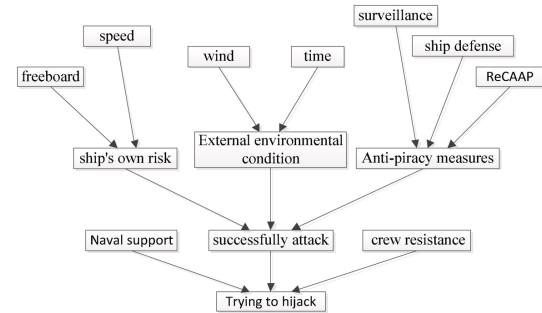 surveillance
speed
ship defense
wind
time
freeboard
ReCAAP
External environmental
condition
ship's own risk
Anti-piracy measures
Naval support
successfully attack
crew resistance
Trying to hijack